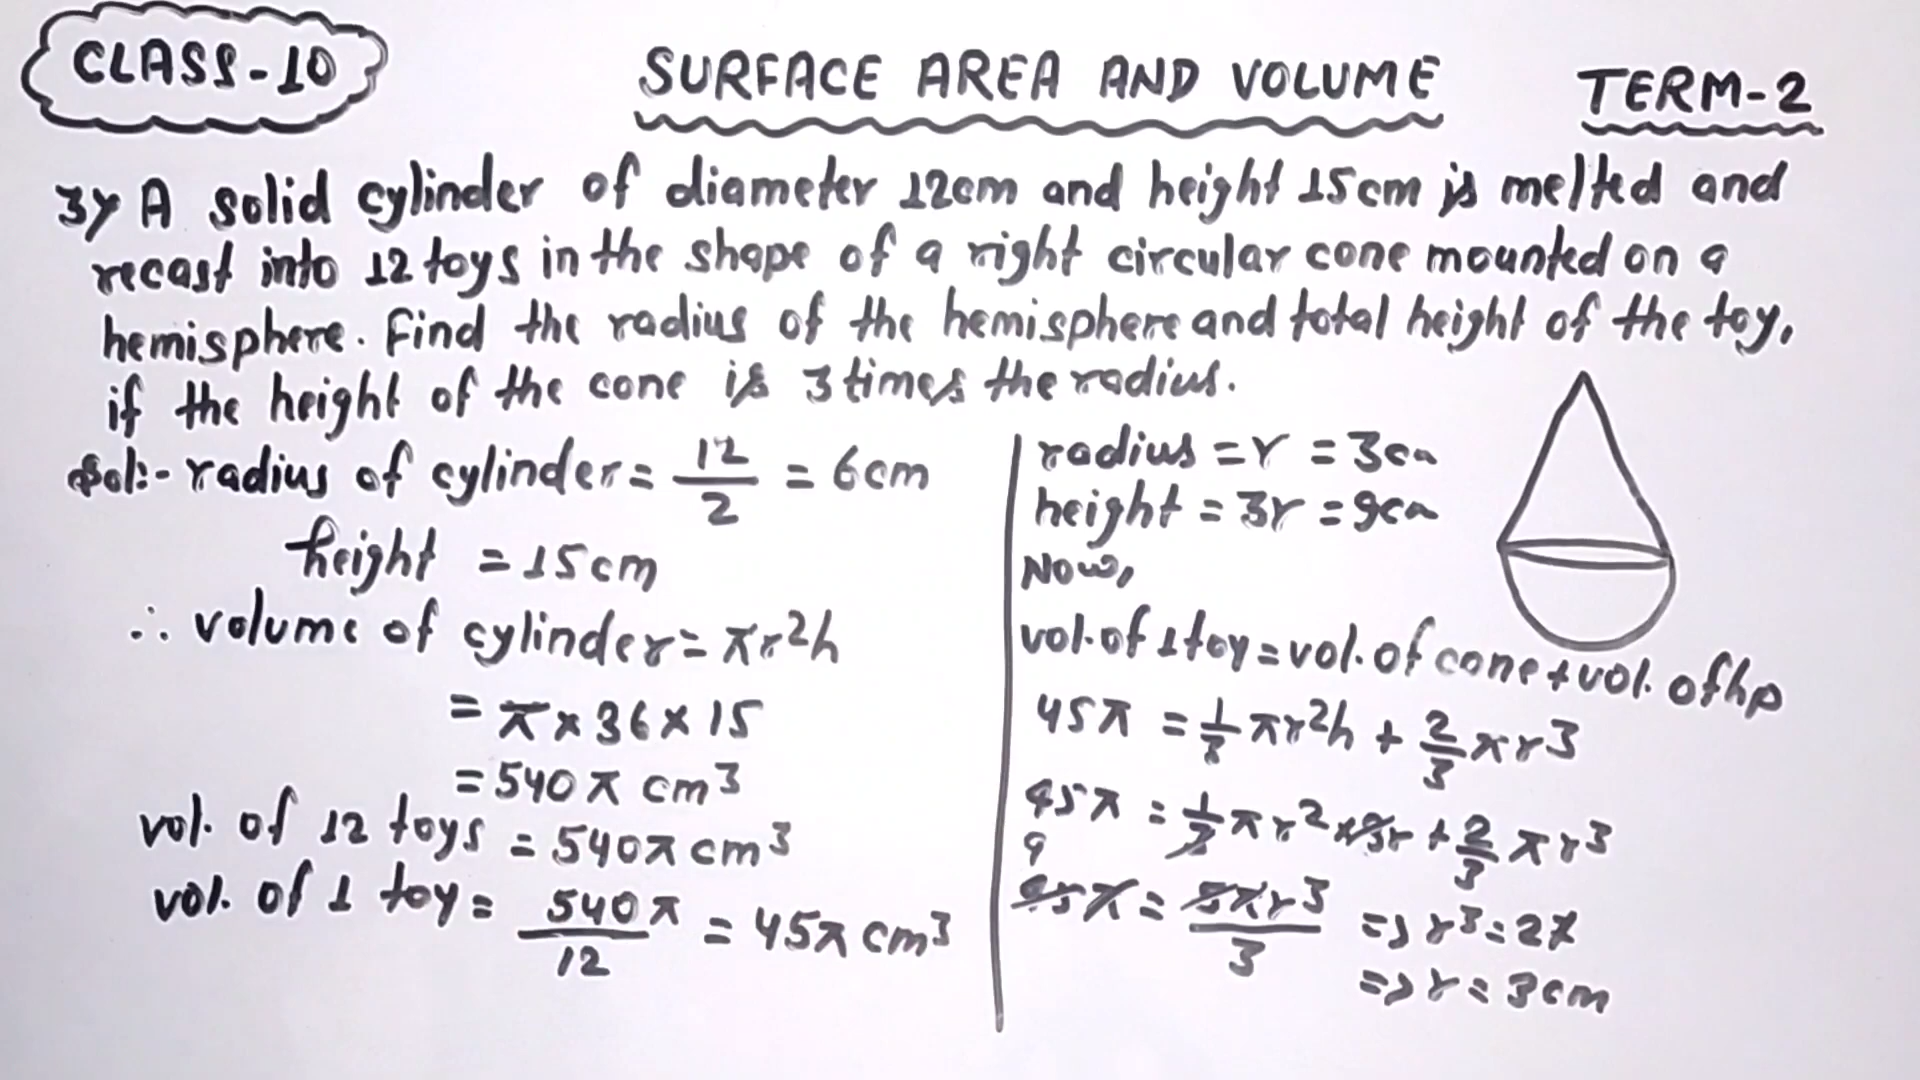 CLASS-10
SURFACE AREA AND VOLUME
TERM-2
3) A solid cylinder of diameter 12cm and height 15cm is melted and
recast into 12 toys in the shape of a right circular cone mounted on a
hemisphere. Find the radius of the hemisphere and total height of the toy,
if the height of the cone is 3 times the radius.
Sol:- radius of cylinder = 12/2 = 6cm
height = 15cm
∴ volume of cylinder = πr²h
= π × 36 × 15
= 540π cm³
vol. of 12 toys = 540π cm³
vol. of 1 toy = 540π/12 = 45π cm³
radius = r = 3cm
height = 3r = 9cm
Now,
vol. of 1 toy = vol. of cone + vol. of hp
45π = 1/3 πr²h + 2/3 πr³
45π = 1/3 πr² × 3r + 2/3 πr³
9
45π = 5πr³/3 => r³ = 27
=> r = 3cm